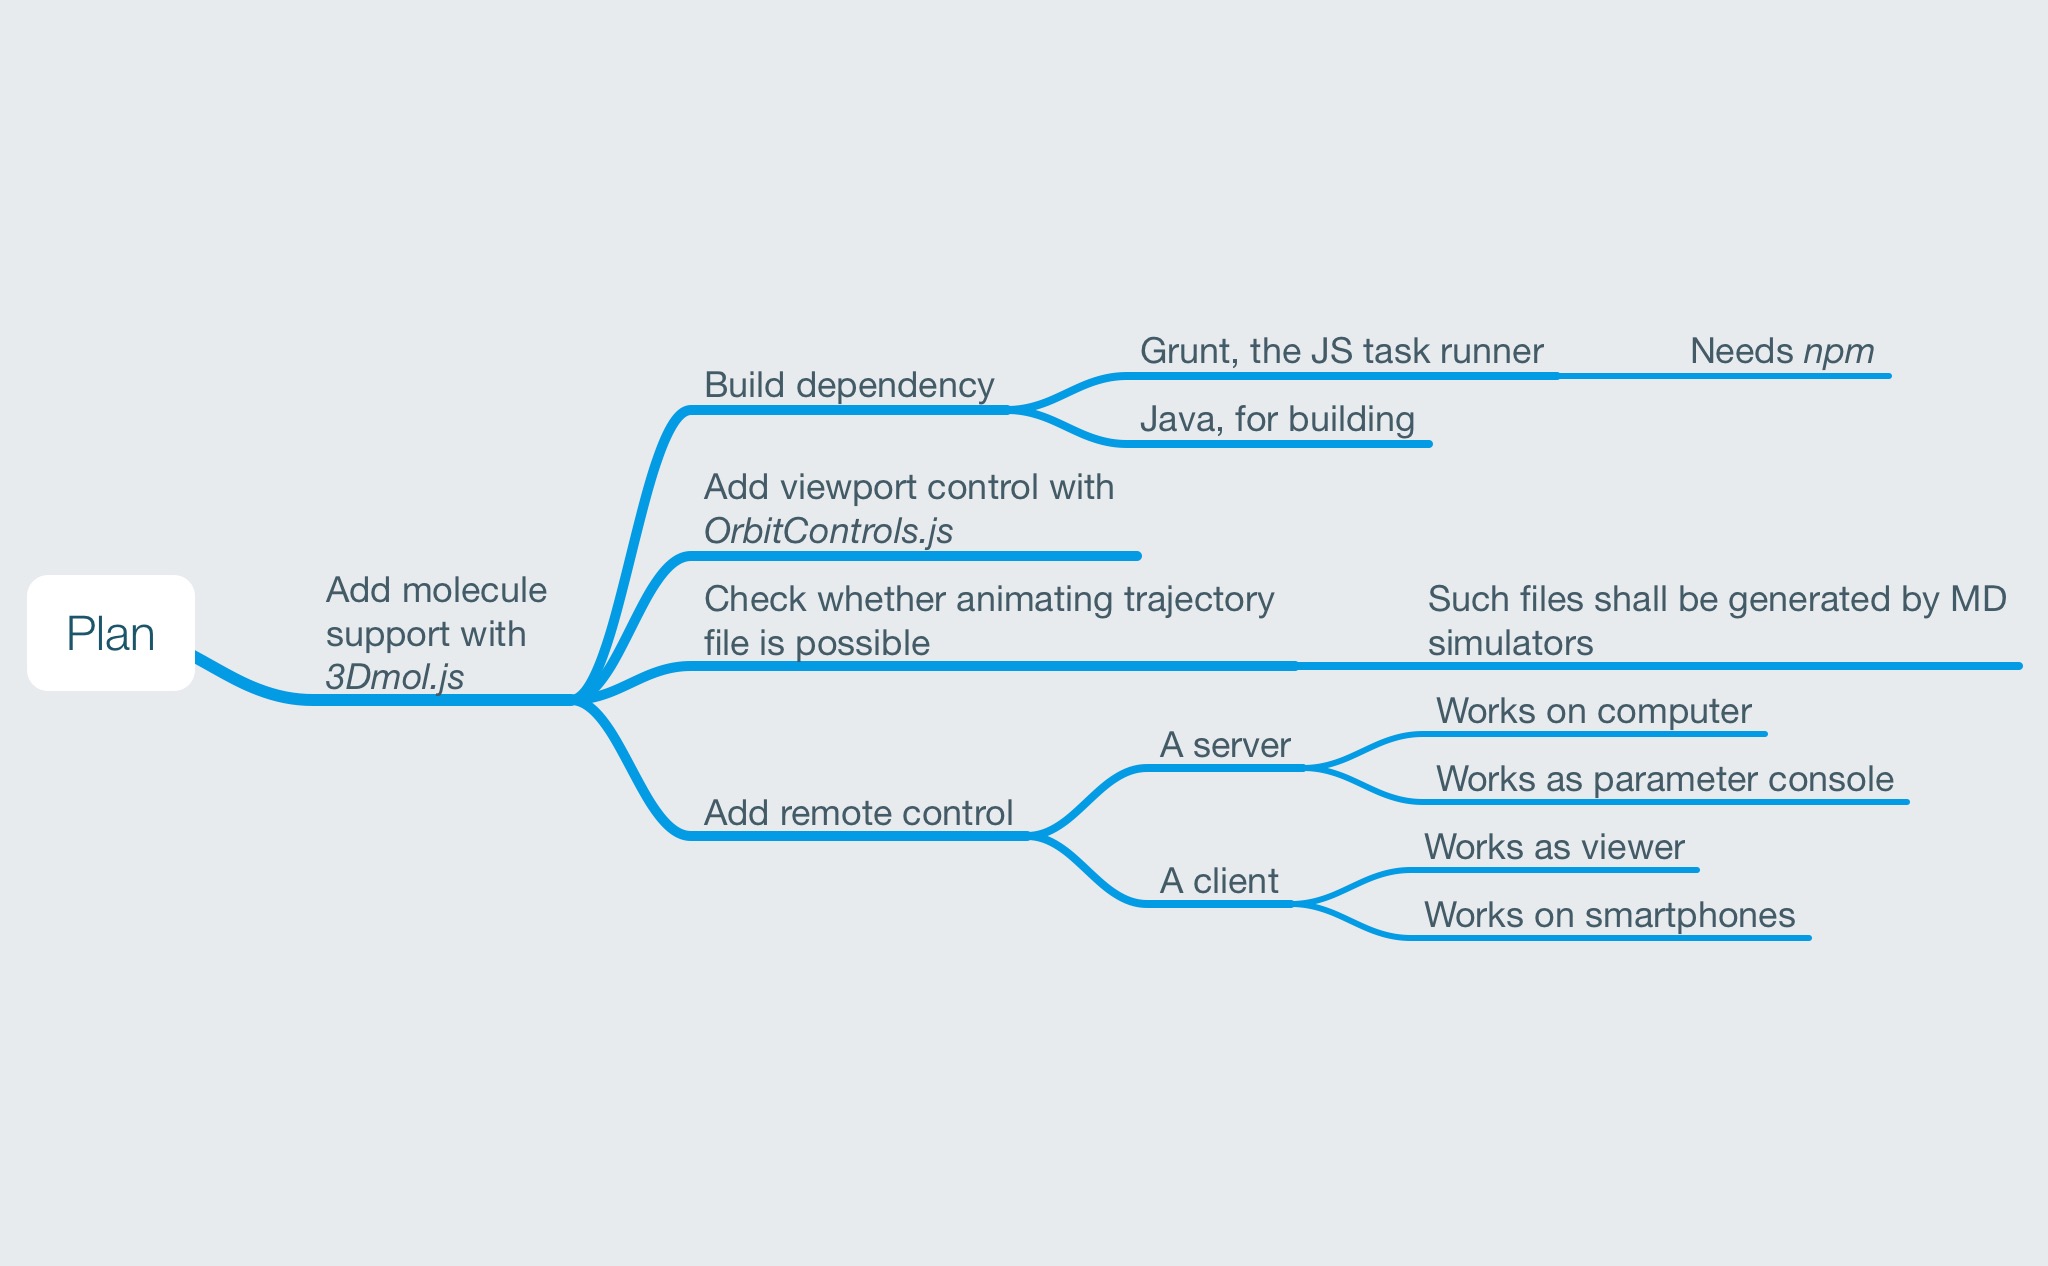 Plan
Add molecule
support with
3Dmol.js
Build dependency
Grunt, the JS task runner
Needs npm
Java, for building
Add viewport control with
OrbitControls.js
Check whether animating trajectory
file is possible
Such files shall be generated by MD
simulators
Add remote control
A server
Works on computer
Works as parameter console
A client
Works as viewer
Works on smartphones